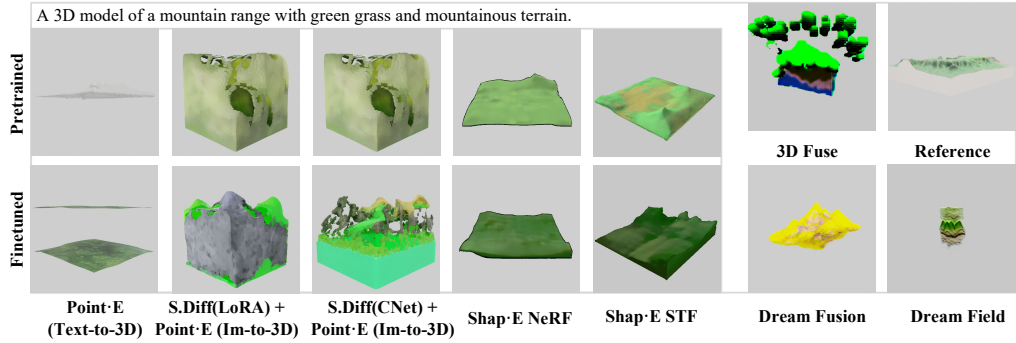 A 3D model of a mountain range with green grass and mountainous terrain.
Pretrained
3D Fuse
Reference
Finetuned
Point·E
(Text-to-3D)
S.Diff(LoRA) +
Point·E (Im-to-3D)
S.Diff(CNet) +
Point·E (Im-to-3D)
Shap·E NeRF
Shap·E STF
Dream Fusion
Dream Field